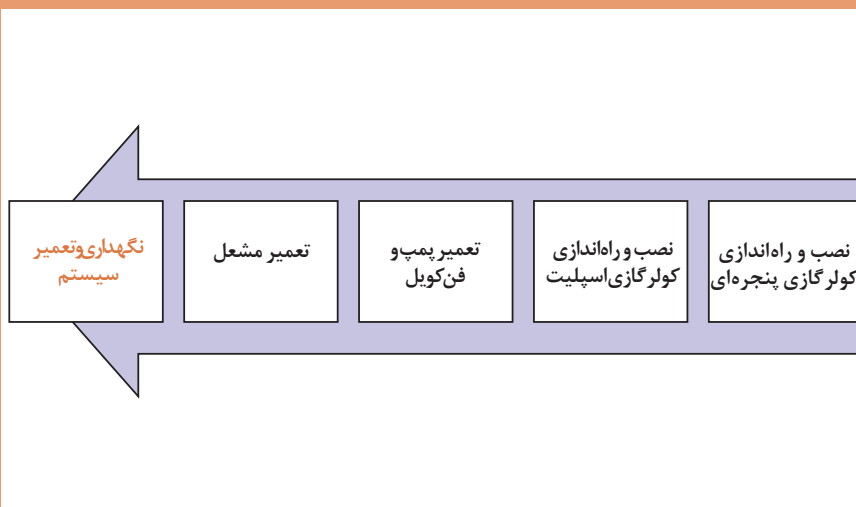 نصب و راه‌اندازی
کولر گازی پنجره‌ای
نصب و راه‌اندازی
کولر گازی اسپلیت
تعمیر پمپ و
فن‌کویل
تعمیر مشعل
نگهداری و تعمیر
سیستم